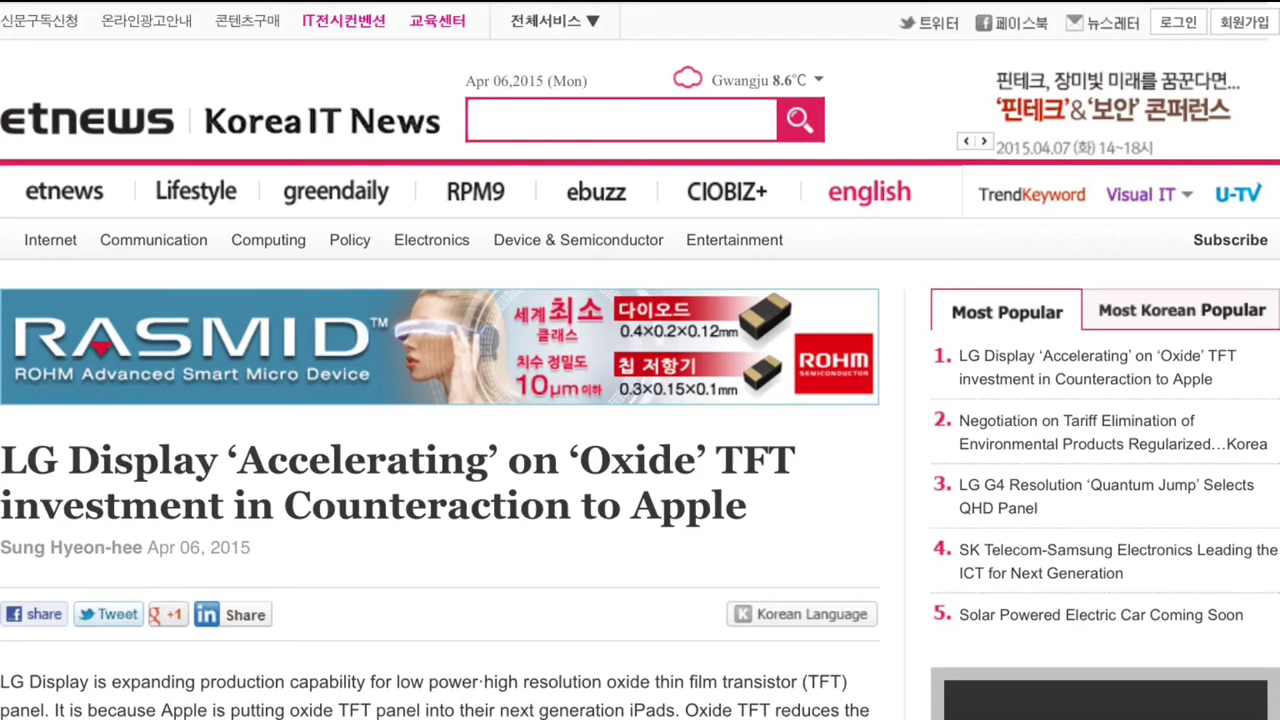 신문구독신청 온라인광고안내 콘텐츠구매 IT전시컨벤션 교육센터 전체서비스 ▼ 트위터 페이스북 뉴스레터 로그인 회원가입
Apr 06,2015 (Mon) Gwangju 8.6℃
etnews Korea IT News
핀테크, 장미빛 미래를 꿈꾼다면...
'핀테크'&'보안' 콘퍼런스
2015.04.07 (화) 14~18시
etnews Lifestyle greendaily RPM9 ebuzz CIOBIZ+ english TrendKeyword Visual IT U-TV
Internet Communication Computing Policy Electronics Device & Semiconductor Entertainment Subscribe
RASMID™
ROHM Advanced Smart Micro Device
세계 최소
클래스
치수 정밀도
10μm이하
다이오드
0.4×0.2×0.12mm
칩 저항기
0.3×0.15×0.1mm
ROHM
SEMICONDUCTOR
LG Display ‘Accelerating’ on ‘Oxide’ TFT
investment in Counteraction to Apple
Sung Hyeon-hee Apr 06, 2015
share Tweet +1 Share K Korean Language
LG Display is expanding production capability for low power·high resolution oxide thin film transistor (TFT)
panel. It is because Apple is putting oxide TFT panel into their next generation iPads. Oxide TFT reduces the
Most Popular Most Korean Popular
1. LG Display ‘Accelerating’ on ‘Oxide’ TFT
investment in Counteraction to Apple
2. Negotiation on Tariff Elimination of
Environmental Products Regularized…Korea
3. LG G4 Resolution ‘Quantum Jump’ Selects
QHD Panel
4. SK Telecom-Samsung Electronics Leading the
ICT for Next Generation
5. Solar Powered Electric Car Coming Soon